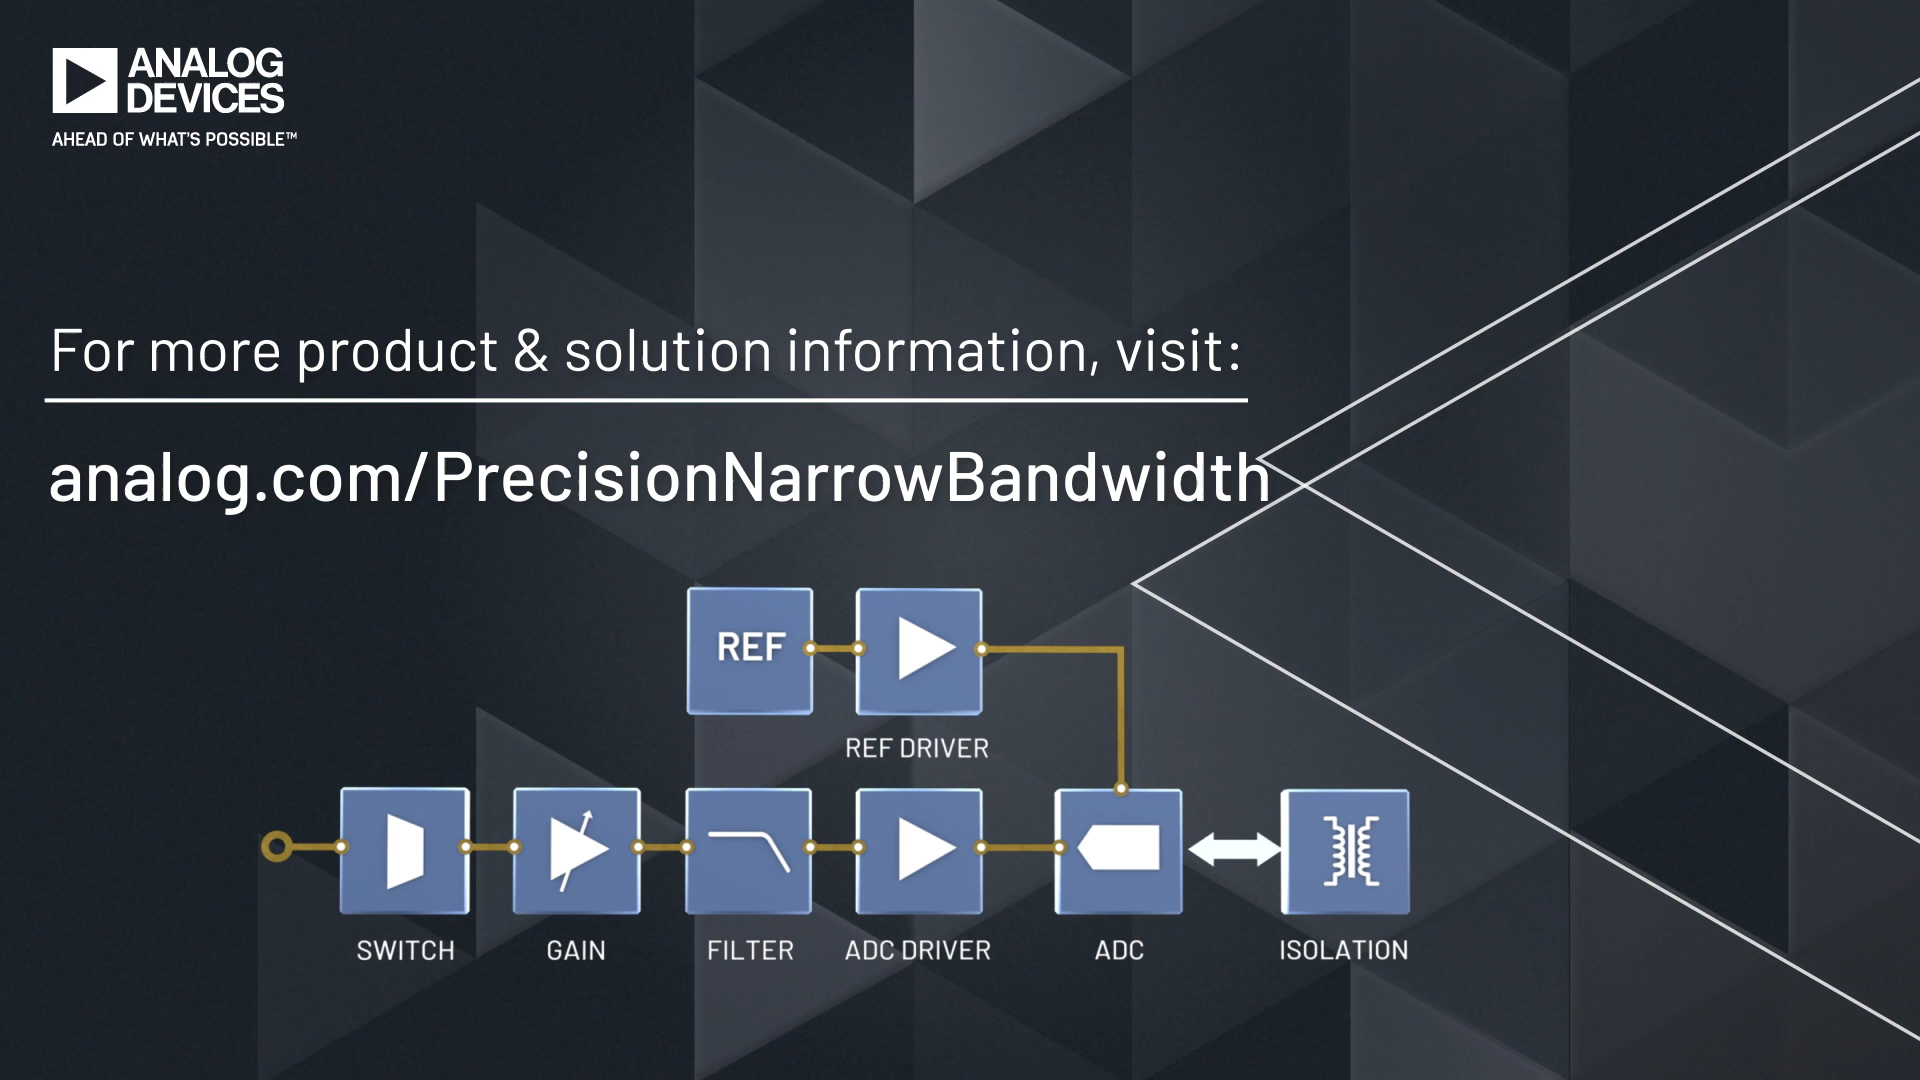 ANALOG
DEVICES
AHEAD OF WHAT'S POSSIBLE™
For more product & solution information, visit:
analog.com/PrecisionNarrowBandwidth
REF
REF DRIVER
SWITCH
GAIN
FILTER
ADC DRIVER
ADC
ISOLATION